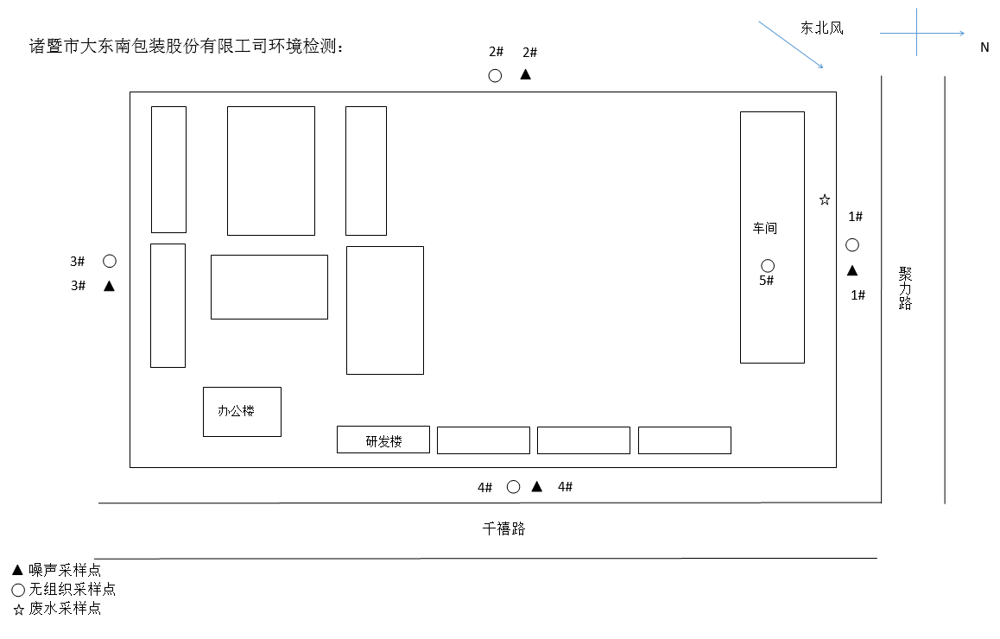 东北风
N
诸暨市大东南包装股份有限工司环境检测：
2# 2#
1#
车间
5#
1#
3#
3#
聚力路
办公楼
研发楼
4# 4#
千禧路
噪声采样点
无组织采样点
废水采样点